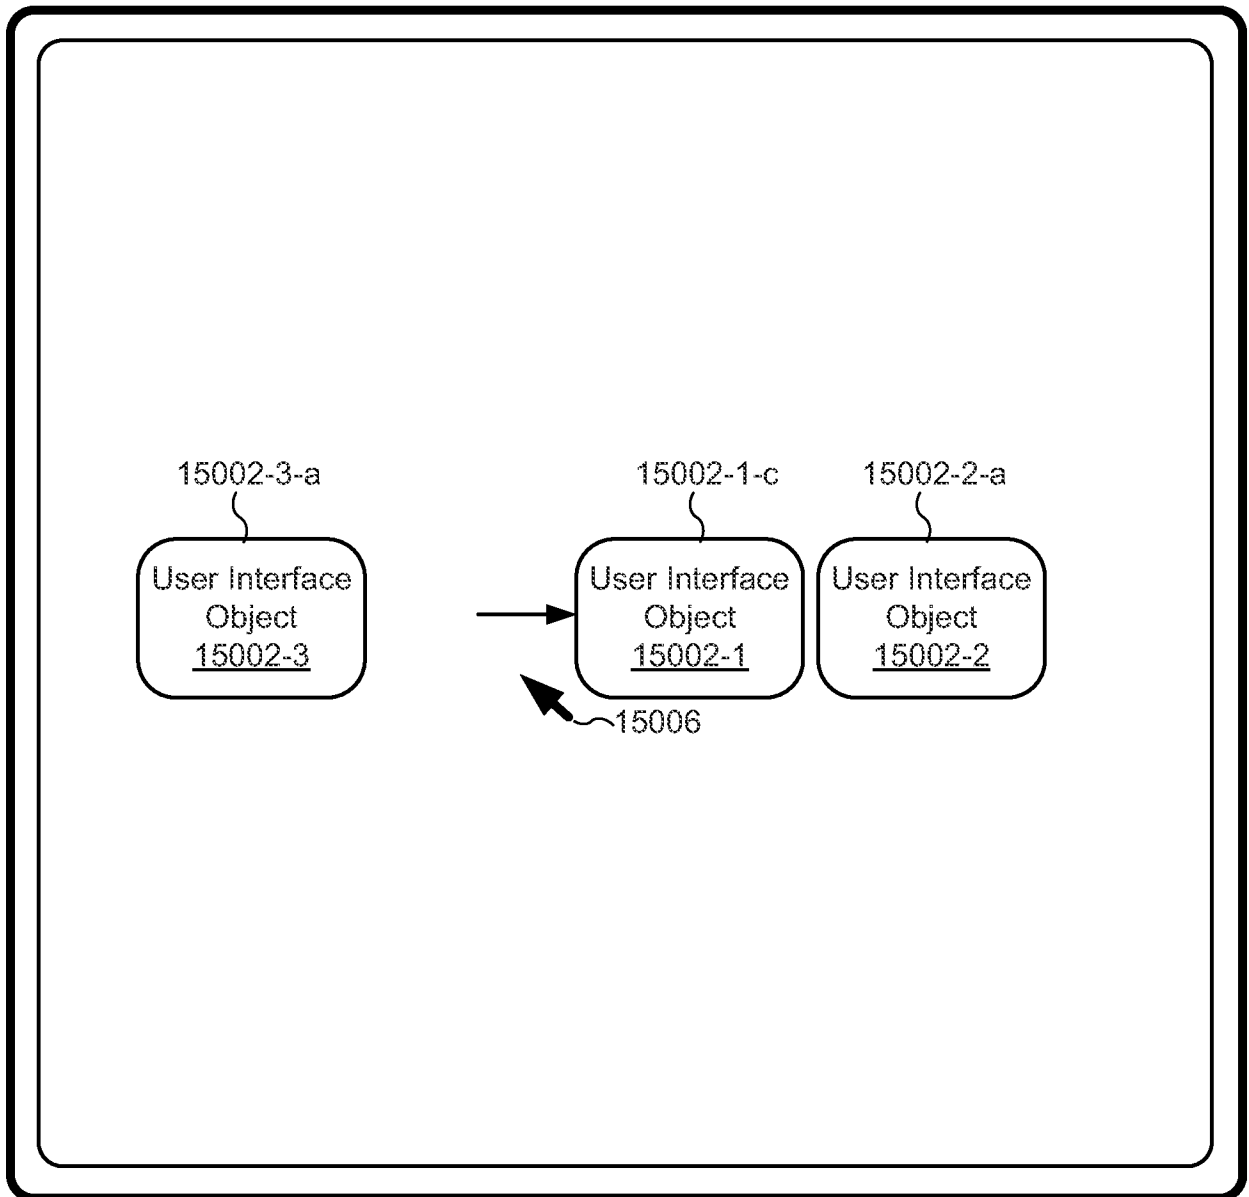 15002-3-a
15002-1-c
15002-2-a
User Interface
Object
15002-3
User Interface
Object
15002-1
User Interface
Object
15002-2
15006